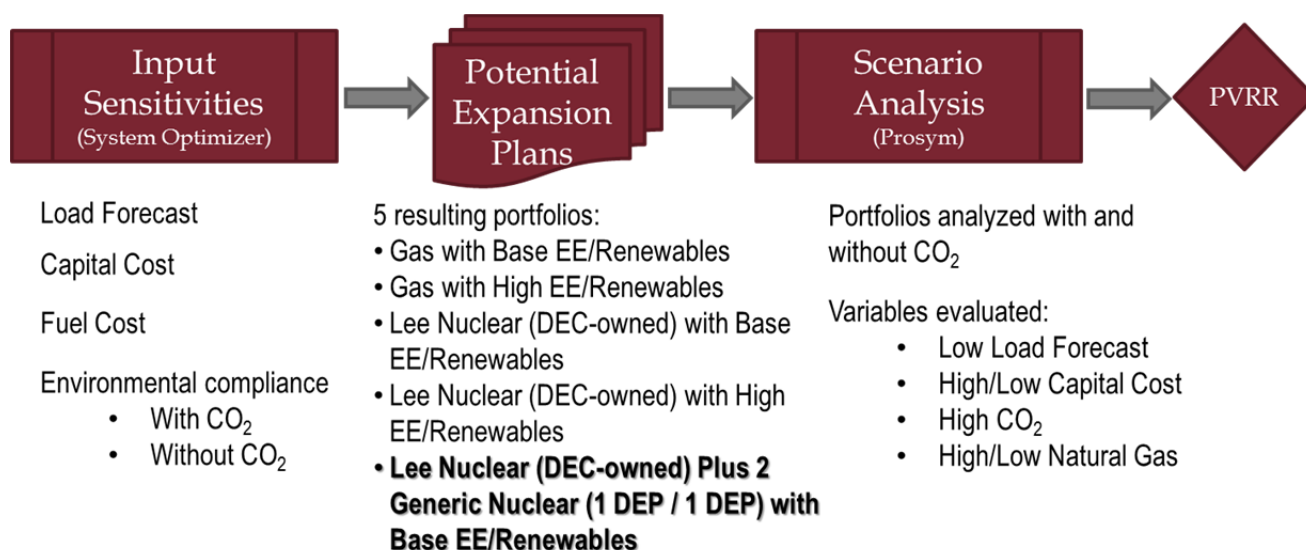 Input
Sensitivities
(System Optimizer)
Potential
Expansion
Plans
Scenario
Analysis
(Prosym)
PVRR
Load Forecast
Capital Cost
Fuel Cost
Environmental compliance
• With CO₂
• Without CO₂
5 resulting portfolios:
• Gas with Base EE/Renewables
• Gas with High EE/Renewables
• Lee Nuclear (DEC-owned) with Base
EE/Renewables
• Lee Nuclear (DEC-owned) with High
EE/Renewables
• Lee Nuclear (DEC-owned) Plus 2
Generic Nuclear (1 DEP / 1 DEP) with
Base EE/Renewables
Portfolios analyzed with and
without CO₂
Variables evaluated:
• Low Load Forecast
• High/Low Capital Cost
• High CO₂
• High/Low Natural Gas